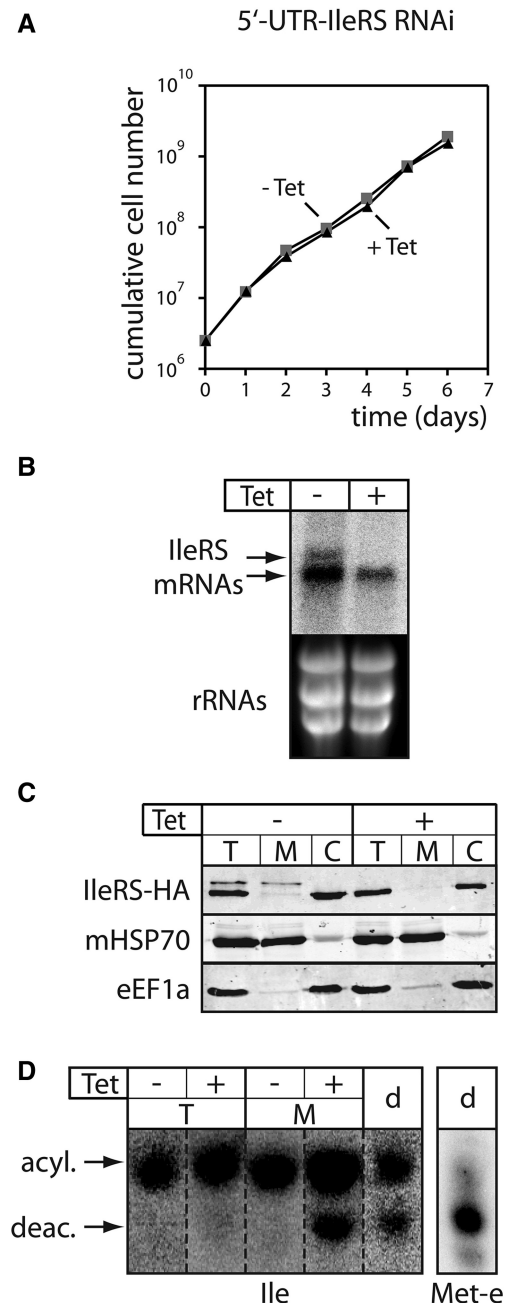 A
5'-UTR-IleRS RNAi
cumulative cell number
10^10
10^9
10^8
10^7
10^6
- Tet
+ Tet
0 1 2 3 4 5 6 7
time (days)
B
Tet - +
IleRS
mRNAs
rRNAs
C
Tet - +
T M C T M C
IleRS-HA
mHSP70
eEF1a
D
Tet - + - + d d
T M
acyl.
deac.
Ile Met-e